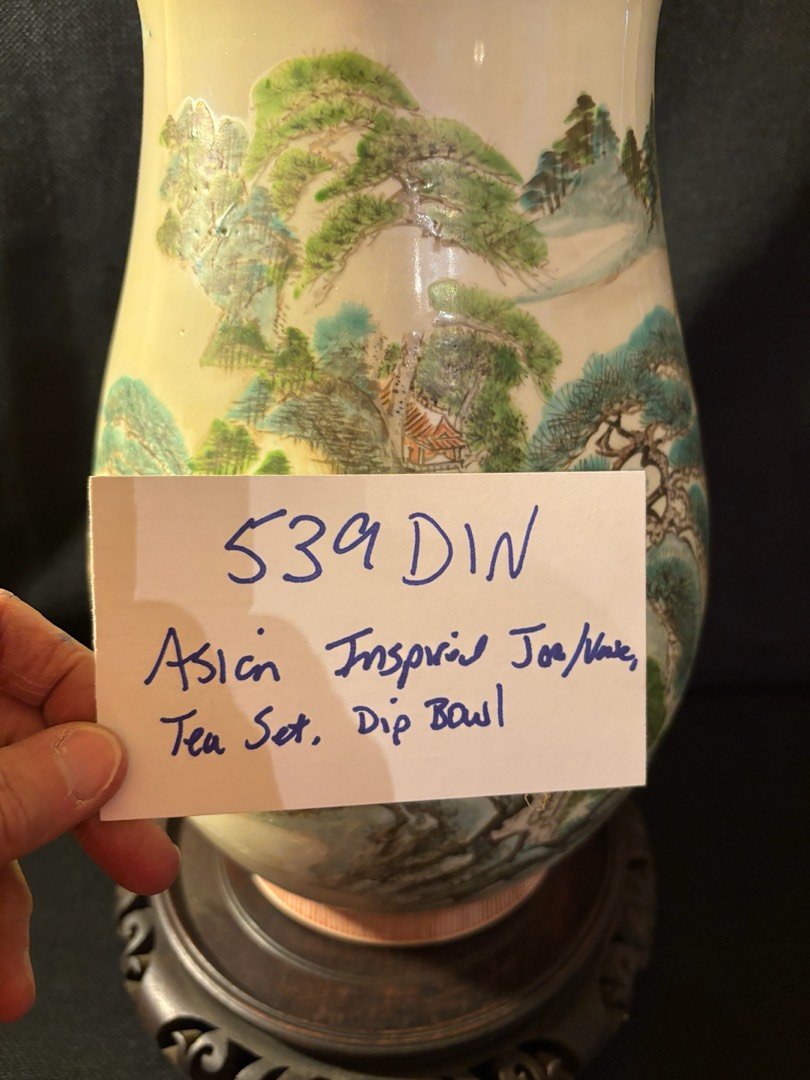 539 DIN
Asian Inspired Jar/Vase,
Tea Set, Dip Bowl